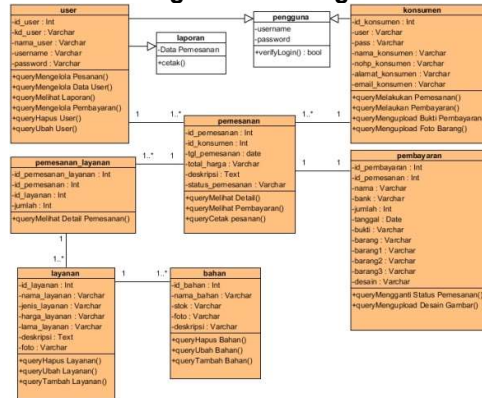 user
-id_user : Int
-kd_user : Varchar
-nama_user : Varchar
-username : Varchar
-password : Varchar
+queryMengelola Pesanan()
+queryMengelola Data User()
+queryMelihat Laporan()
+queryMengelola Pembayaran()
+queryHapus User()
+queryUbah User()
laporan
-Data Pemesanan
+cetak()
pengguna
-username
-password
+verifyLogin() : bool
konsumen
-id_konsumen : Int
-user : Varchar
-pass : Varchar
-nama_konsumen : Varchar
-nohp_konsumen : Varchar
-alamat_konsumen : Varchar
-email_konsumen : Varchar
+queryMelakukan Pemesanan()
+queryMelaukan Pembayaran()
+queryMengupload Bukti Pembayaran
+queryMengupload Foto Barang()
1
1..*
1..*
1
pemesanan
-id_pemesanan : Int
-id_konsumen : Int
-tgl_pemesanan : date
-total_harga : Varchar
-deskripsi : Text
-status_pemesanan : Varchar
+queryMelihat Detail()
+queryMelihat Pembayaran()
+queryCetak pesanan()
1..*
1
1
1
pemesanan_layanan
-id_pemesanan_layanan : Int
-id_pemesanan : Int
-id_layanan : Int
-jumlah : Int
+queryMelihat Detail Pemesanan()
pembayaran
-id_pembayaran : Int
-id_pemesanan : Int
-nama : Varchar
-bank : Varchar
-jumlah : Int
-tanggal : Date
-bukti : Varchar
-barang : Varchar
-barang1 : Varchar
-barang2 : Varchar
-barang3 : Varchar
-desain : Varchar
+queryMengganti Status Pemesanan()
+queryMengupload Desain Gambar()
1
1..*
layanan
-id_layanan : Int
-nama_layanan : Varchar
-jenis_layanan : Varchar
-harga_layanan : Varchar
-lama_layanan : Varchar
-deskripsi : Text
-foto : Varchar
+queryHapus Layanan()
+queryUbah Layanan()
+queryTambah Layanan()
1
1..*
bahan
-id_bahan : Int
-nama_bahan : Varchar
-stok : Varchar
-foto : Varchar
-deskripsi : Varchar
+queryHapus Bahan()
+queryUbah Bahan()
+queryTambah Bahan()